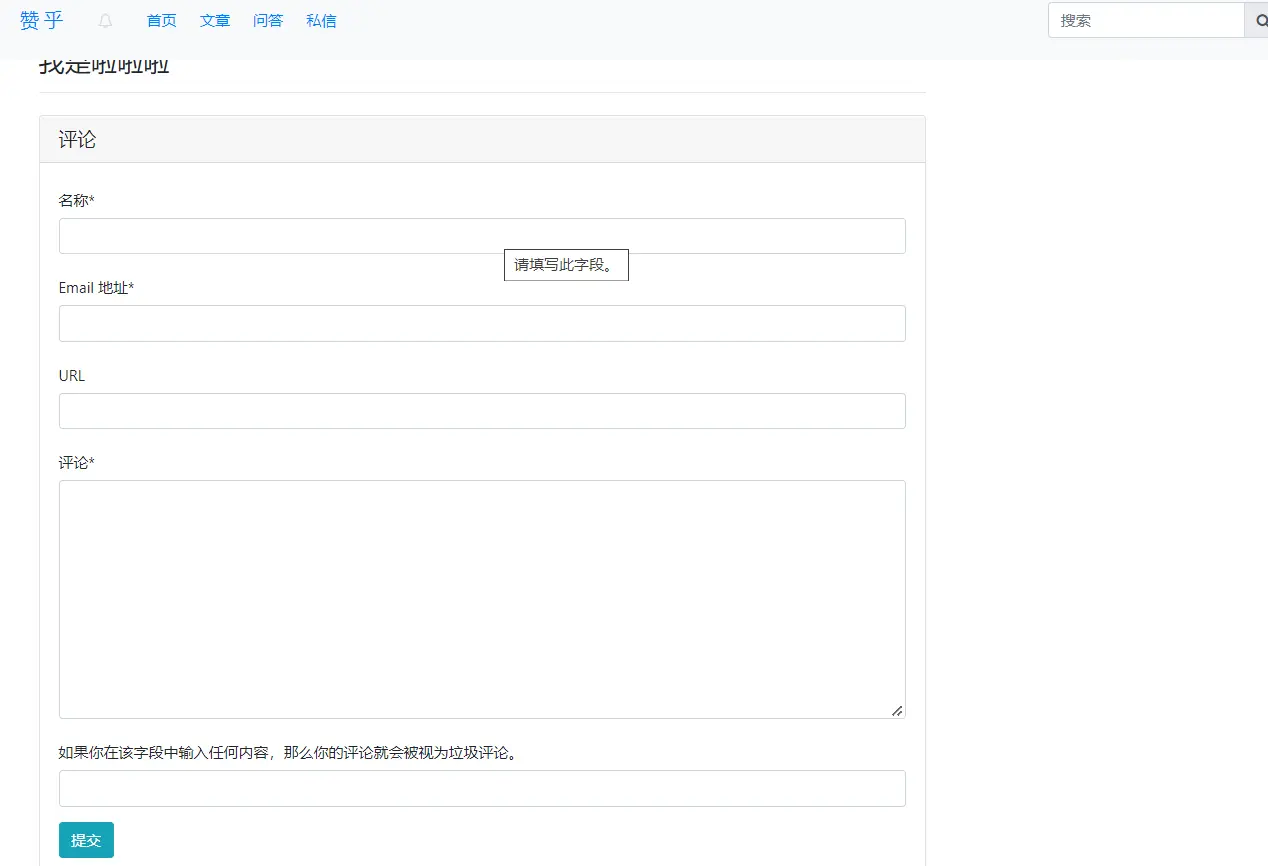 赞乎 首页 文章 问答 私信 搜索
我是啦啦啦
评论
名称*
请填写此字段。
Email 地址*
URL
评论*
如果你在该字段中输入任何内容，那么你的评论就会被视为垃圾评论。
提交